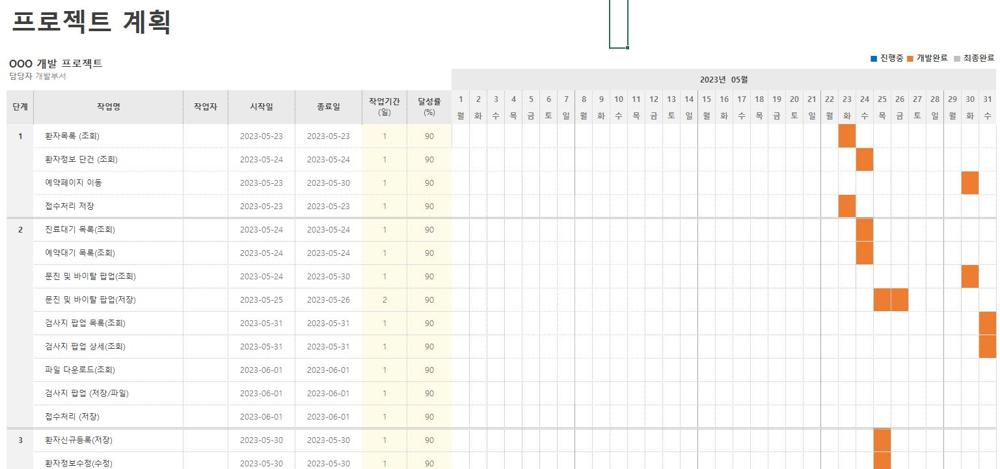 프로젝트 계획
OOO 개발 프로젝트
담당자 개발부서
진행중 개발완료 최종완료
2023년 05월
단계 작업명 작업자 시작일 종료일 작업기간 (일) 달성률 (%)
1 2 3 4 5 6 7 8 9 10 11 12 13 14 15 16 17 18 19 20 21 22 23 24 25 26 27 28 29 30 31
월 화 수 목 금 토 일 월 화 수 목 금 토 일 월 화 수 목 금 토 일 월 화 수 목 금 토 일 월 화 수
1 환자목록 (조회) 2023-05-23 2023-05-23 1 90
환자정보 단건 (조회) 2023-05-24 2023-05-24 1 90
예약페이지 이동 2023-05-23 2023-05-30 1 90
접수처리 저장 2023-05-23 2023-05-23 1 90
2 진료대기 목록(조회) 2023-05-24 2023-05-24 1 90
예약대기 목록(조회) 2023-05-24 2023-05-24 1 90
문진 및 바이탈 팝업(조회) 2023-05-24 2023-05-30 1 90
문진 및 바이탈 팝업(저장) 2023-05-25 2023-05-26 2 90
검사지 팝업 목록(조회) 2023-05-31 2023-05-31 1 90
검사지 팝업 상세(조회) 2023-05-31 2023-05-31 1 90
파일 다운로드(조회) 2023-06-01 2023-06-01 1 90
검사지 팝업 (저장/파일) 2023-06-01 2023-06-01 1 90
접수처리 (저장) 2023-06-01 2023-06-01 1 90
3 환자신규등록(저장) 2023-05-30 2023-05-30 1 90
환자정보수정(수정) 2023-05-30 2023-05-30 1 90